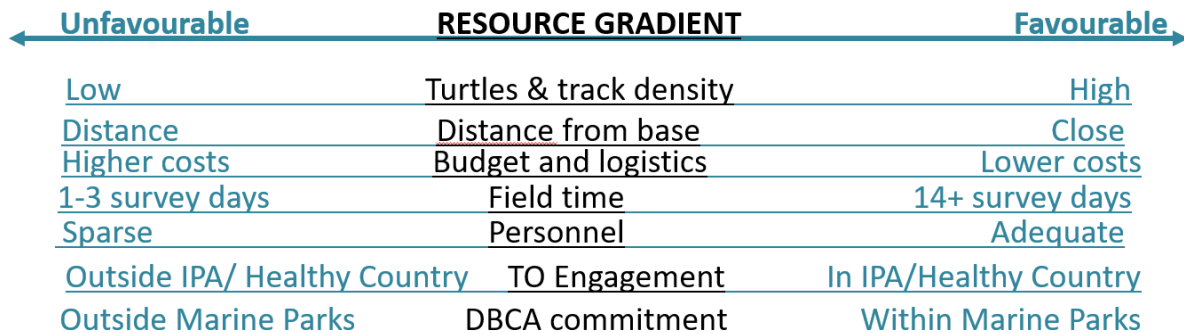 Unfavourable RESOURCE GRADIENT Favourable
Low Turtles & track density High
Distance Distance from base Close
Higher costs Budget and logistics Lower costs
1-3 survey days Field time 14+ survey days
Sparse Personnel Adequate
Outside IPA/ Healthy Country TO Engagement In IPA/Healthy Country
Outside Marine Parks DBCA commitment Within Marine Parks